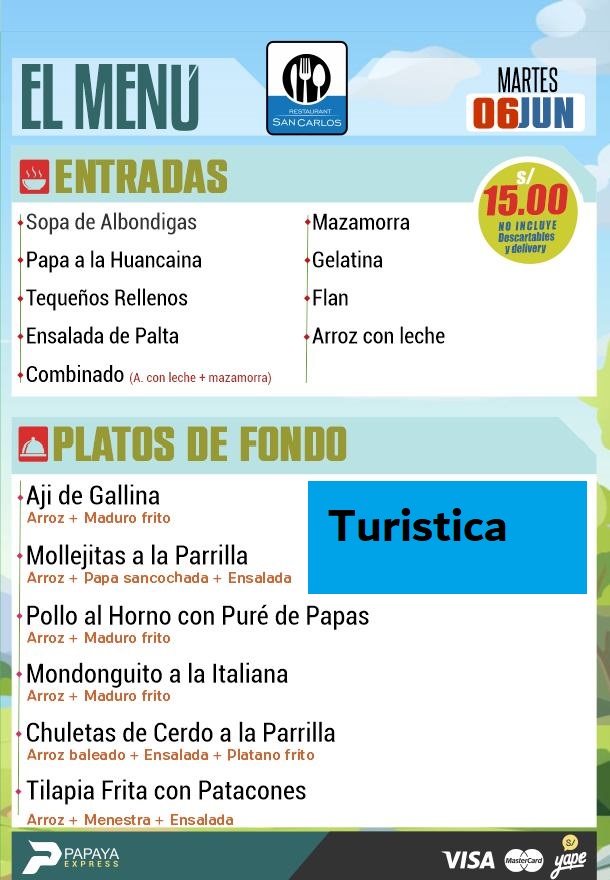 EL MENÚ
RESTAURANT
SAN CARLOS
MARTES
06JUN
ENTRADAS
S/
15.00
NO INCLUYE
Descartables
y delivery
Sopa de Albondigas
Papa a la Huancaina
Tequeños Rellenos
Ensalada de Palta
Combinado (A. con leche + mazamorra)
Mazamorra
Gelatina
Flan
Arroz con leche
PLATOS DE FONDO
Turistica
Aji de Gallina
Arroz + Maduro frito
Mollejitas a la Parrilla
Arroz + Papa sancochada + Ensalada
Pollo al Horno con Puré de Papas
Arroz + Maduro frito
Mondonguito a la Italiana
Arroz + Maduro frito
Chuletas de Cerdo a la Parrilla
Arroz baleado + Ensalada + Platano frito
Tilapia Frita con Patacones
Arroz + Menestra + Ensalada
PAPAYA
EXPRESS
VISA
MasterCard
S/
yape